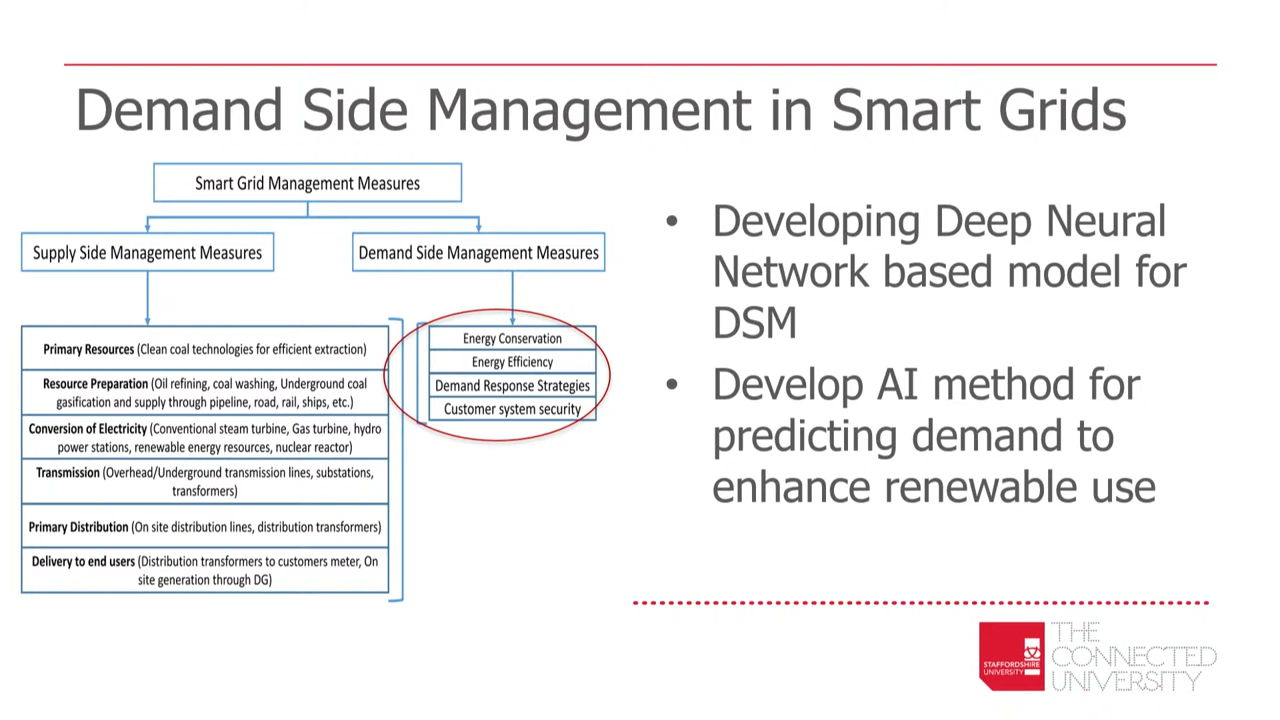 Demand Side Management in Smart Grids
Smart Grid Management Measures
Supply Side Management Measures
Demand Side Management Measures
Primary Resources (Clean coal technologies for efficient extraction)
Resource Preparation (Oil refining, coal washing, Underground coal
gasification and supply through pipeline, road, rail, ships, etc.)
Conversion of Electricity (Conventional steam turbine, Gas turbine, hydro
power stations, renewable energy resources, nuclear reactor)
Transmission (Overhead/Underground transmission lines, substations,
transformers)
Primary Distribution (On site distribution lines, distribution transformers)
Delivery to end users (Distribution transformers to customers meter, On
site generation through DG)
Energy Conservation
Energy Efficiency
Demand Response Strategies
Customer system security
• Developing Deep Neural
Network based model for
DSM
• Develop AI method for
predicting demand to
enhance renewable use
STAFFORDSHIRE
UNIVERSITY
THE
CONNECTED
UNIVERSITY